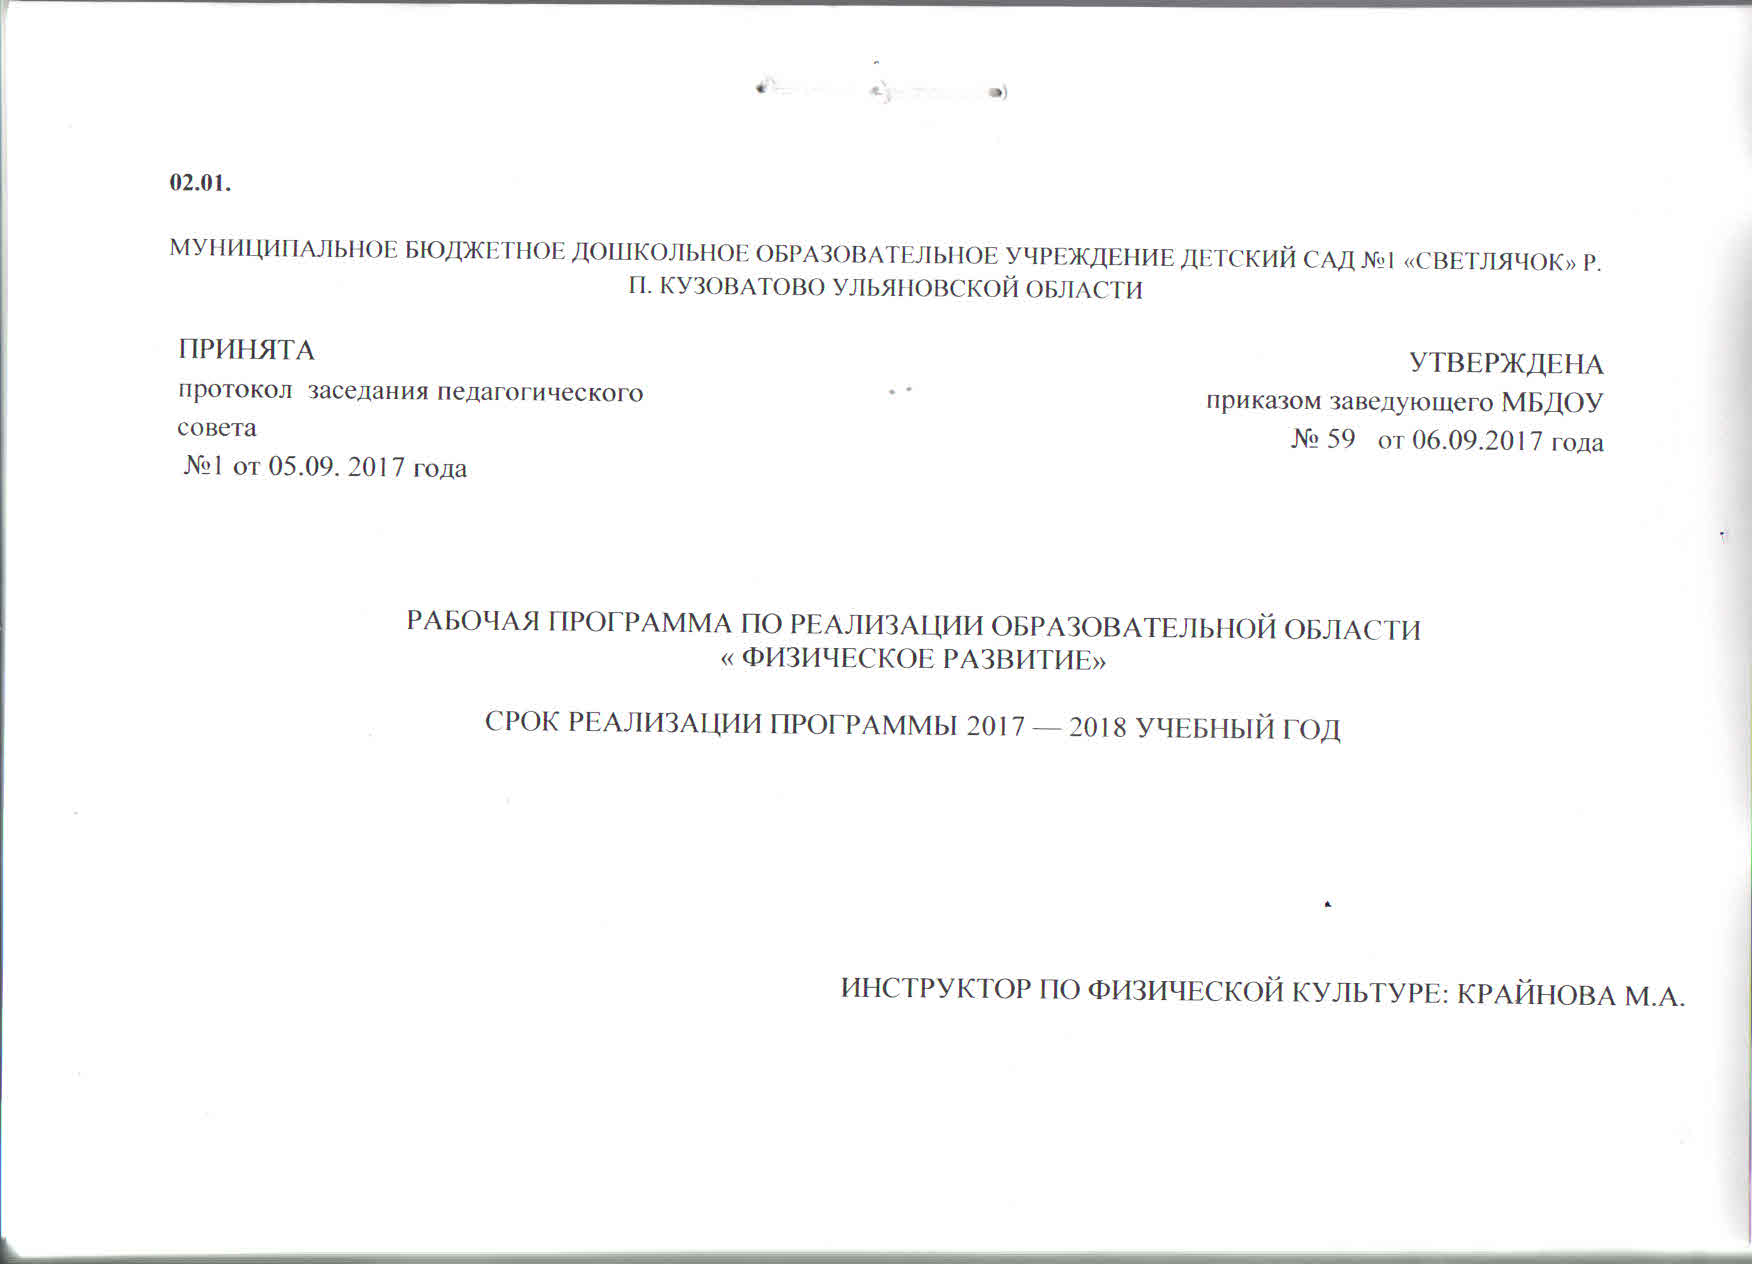 02.01.
МУНИЦИПАЛЬНОЕ БЮДЖЕТНОЕ ДОШКОЛЬНОЕ ОБРАЗОВАТЕЛЬНОЕ УЧРЕЖДЕНИЕ ДЕТСКИЙ САД №1 «СВЕТЛЯЧОК» Р.
П. КУЗОВАТОВО УЛЬЯНОВСКОЙ ОБЛАСТИ
ПРИНЯТА
протокол заседания педагогического
совета
№1 от 05.09. 2017 года
УТВЕРЖДЕНА
приказом заведующего МБДОУ
№ 59 от 06.09.2017 года
РАБОЧАЯ ПРОГРАММА ПО РЕАЛИЗАЦИИ ОБРАЗОВАТЕЛЬНОЙ ОБЛАСТИ
« ФИЗИЧЕСКОЕ РАЗВИТИЕ»
СРОК РЕАЛИЗАЦИИ ПРОГРАММЫ 2017 — 2018 УЧЕБНЫЙ ГОД
ИНСТРУКТОР ПО ФИЗИЧЕСКОЙ КУЛЬТУРЕ: КРАЙНОВА М.А.